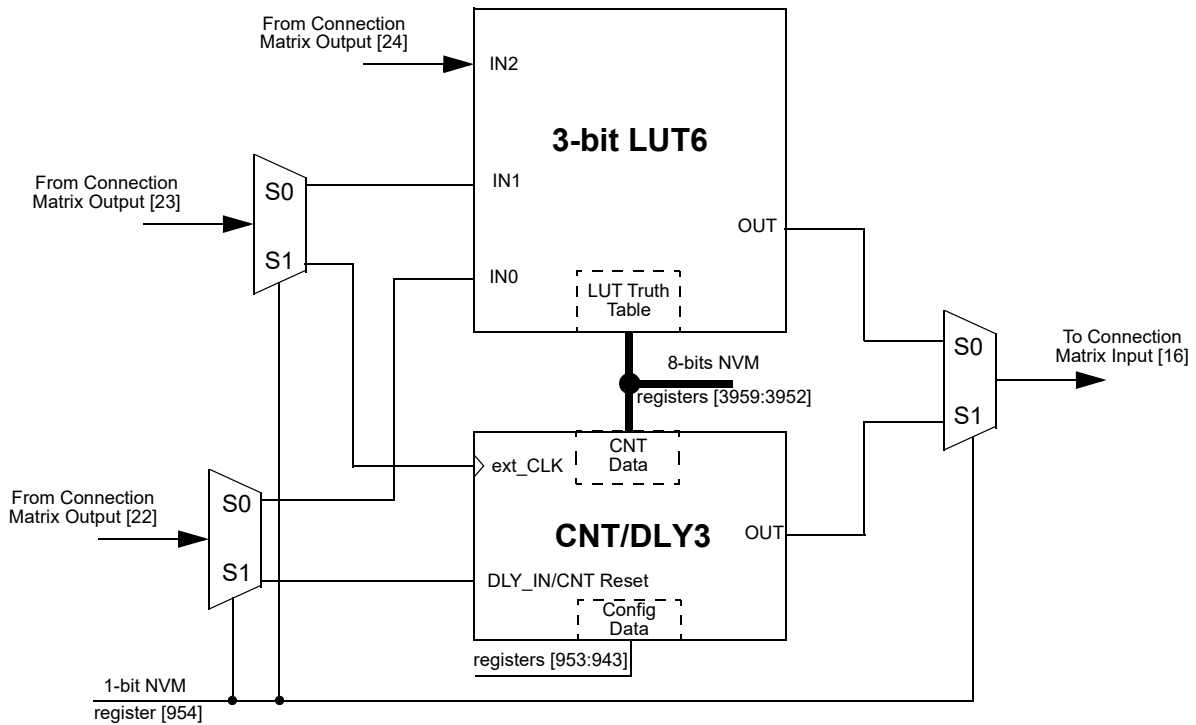 From Connection
Matrix Output [24]
IN2
3-bit LUT6
From Connection
Matrix Output [23]
S0
IN1
S1
OUT
IN0
LUT Truth
Table
To Connection
Matrix Input [16]
S0
8-bits NVM
registers [3959:3952]
S1
CNT
Data
ext_CLK
From Connection
Matrix Output [22]
S0
CNT/DLY3
OUT
S1
DLY_IN/CNT Reset
Config
Data
registers [953:943]
1-bit NVM
register [954]